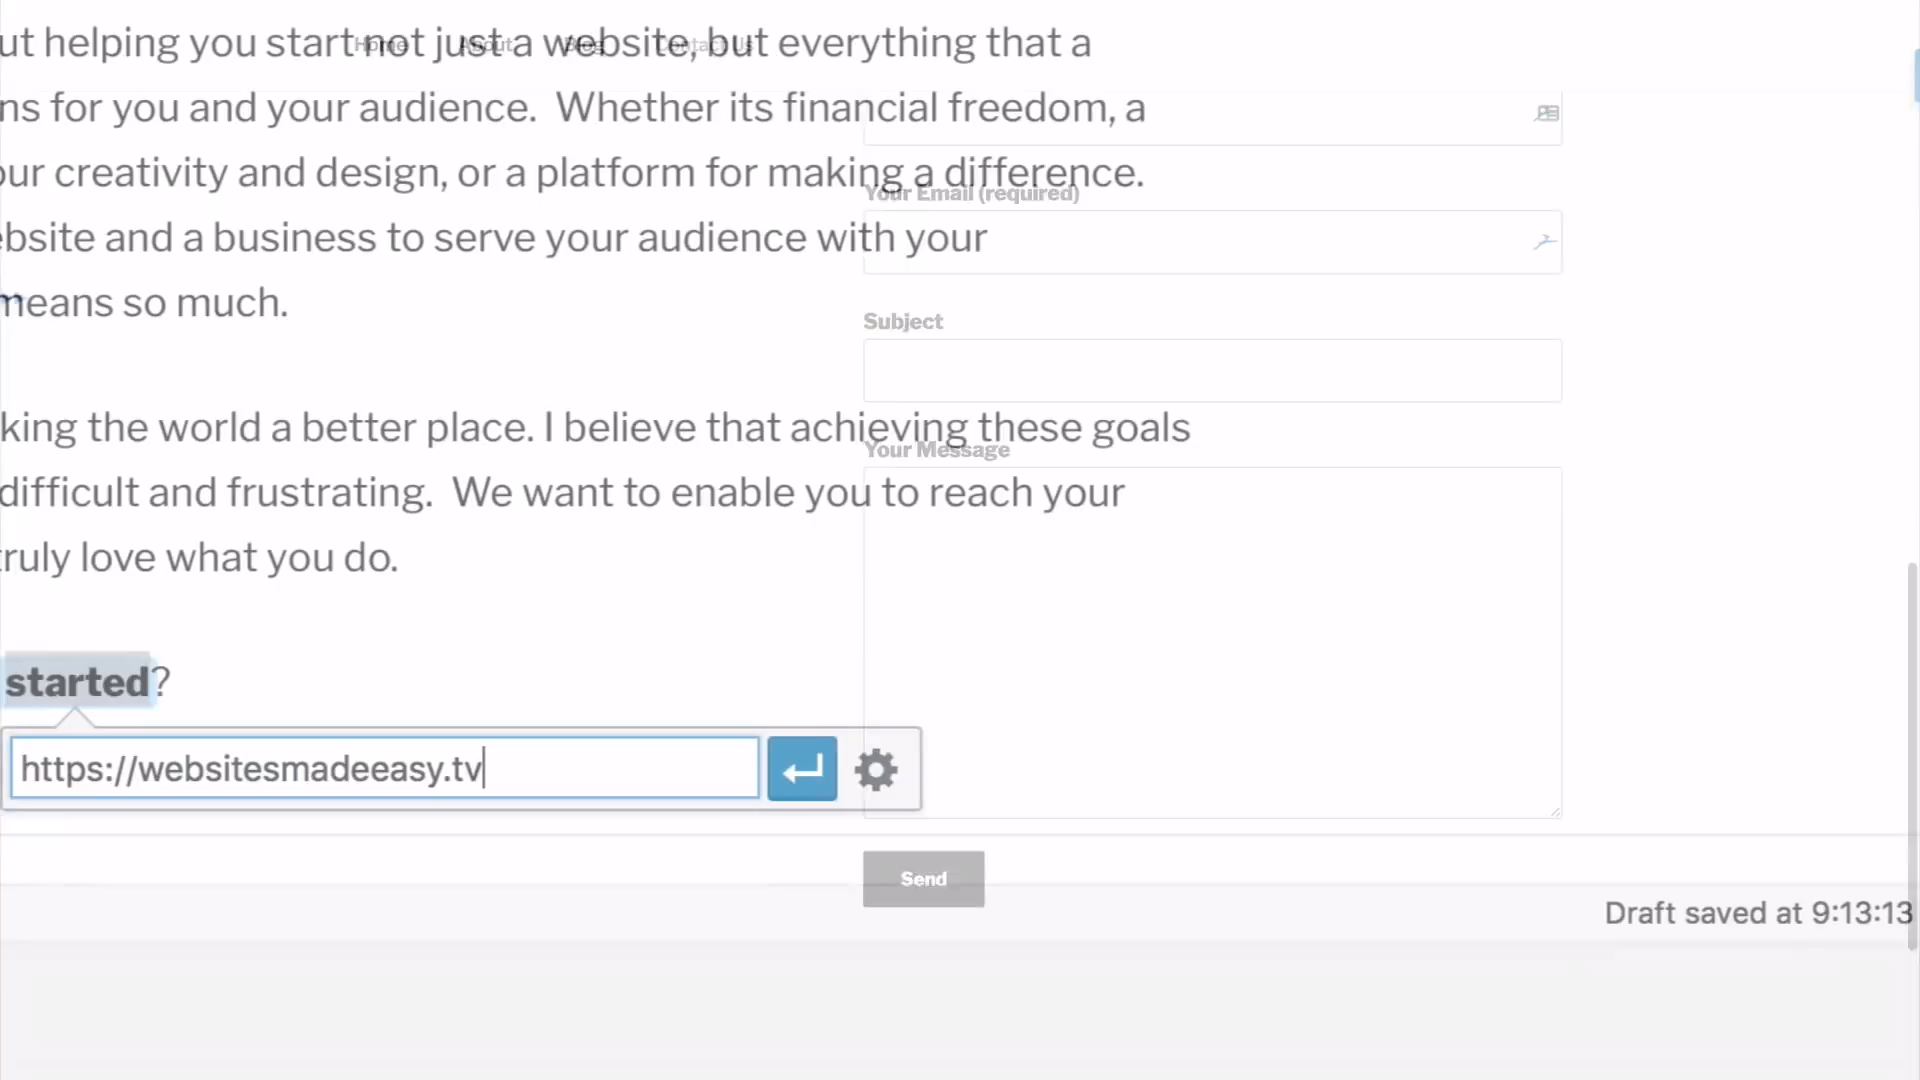 Home About Blog Contact Us
ut helping you start not just a website, but everything that a
ns for you and your audience. Whether its financial freedom, a
our creativity and design, or a platform for making a difference.
Your Email (required)
ebsite and a business to serve your audience with your
means so much.
Subject
king the world a better place. I believe that achieving these goals
Your Message
difficult and frustrating. We want to enable you to reach your
truly love what you do.
started?
https://websitesmadeeasy.tv
Send
Draft saved at 9:13:13